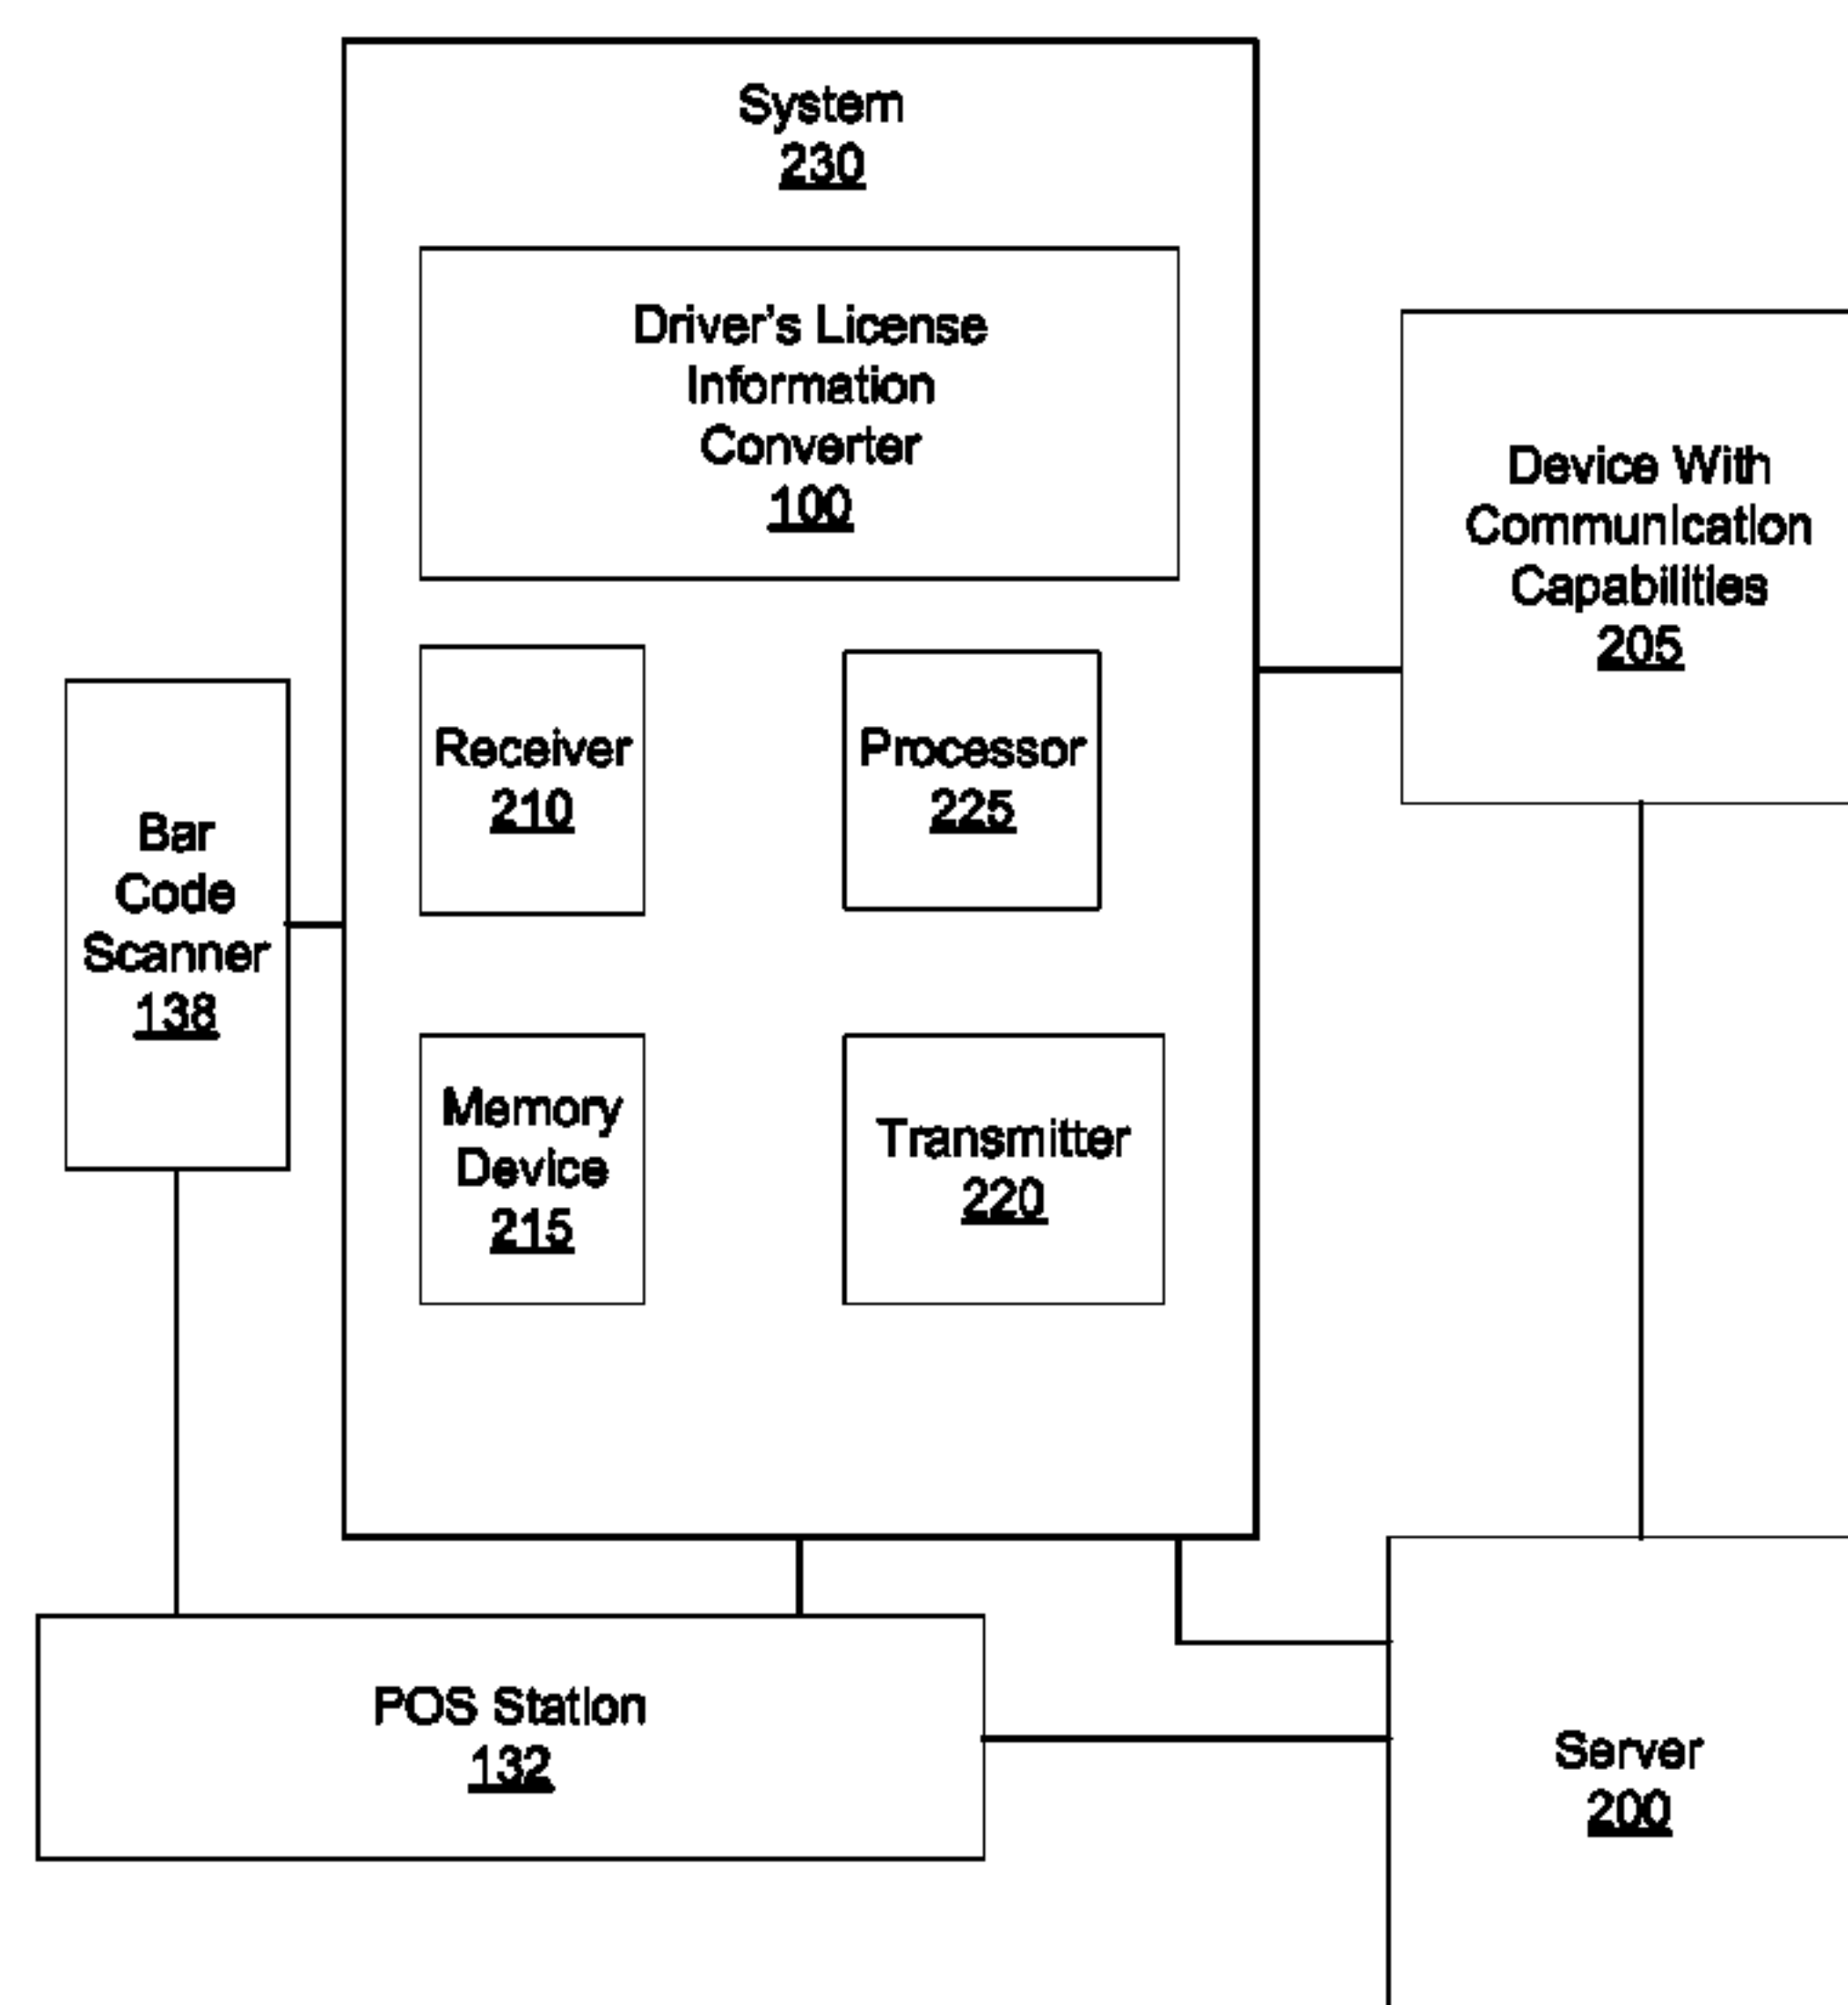 System
230
Driver's License
Information
Converter
100
Device With
Communication
Capabilities
205
Receiver
210
Processor
225
Bar
Code
Scanner
138
Memory
Device
215
Transmitter
220
POS Station
132
Server
200